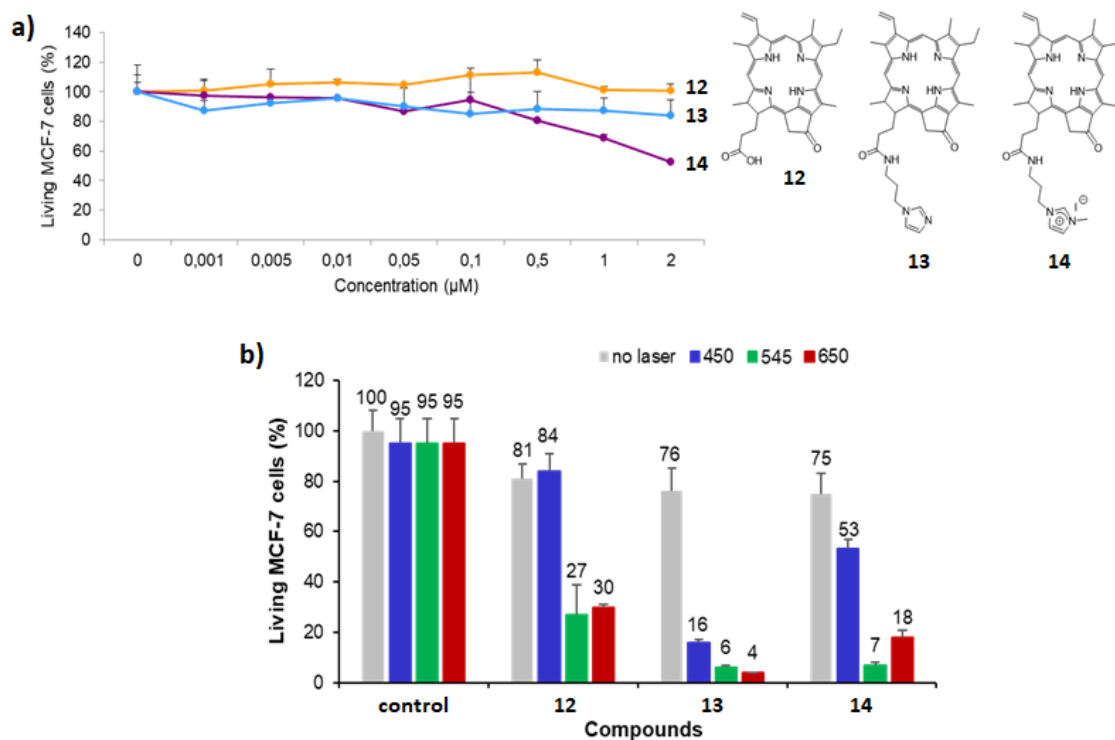 a)
Living MCF-7 cells (%)
140
120
100
80
60
40
20
0
0 0,001 0,005 0,01 0,05 0,1 0,5 1 2
Concentration (µM)
12
13
14
NH N
N HN
O OH
O
12
NH N
N HN
O NH
O
N N
13
NH N
N HN
O NH
O
N I ⊖
⊕ N
14
b)
no laser 450 545 650
Living MCF-7 cells (%)
120
100
80
60
40
20
0
100 95 95 95
81 84 27 30
76 16 6 4
75 53 7 18
control 12 13 14
Compounds